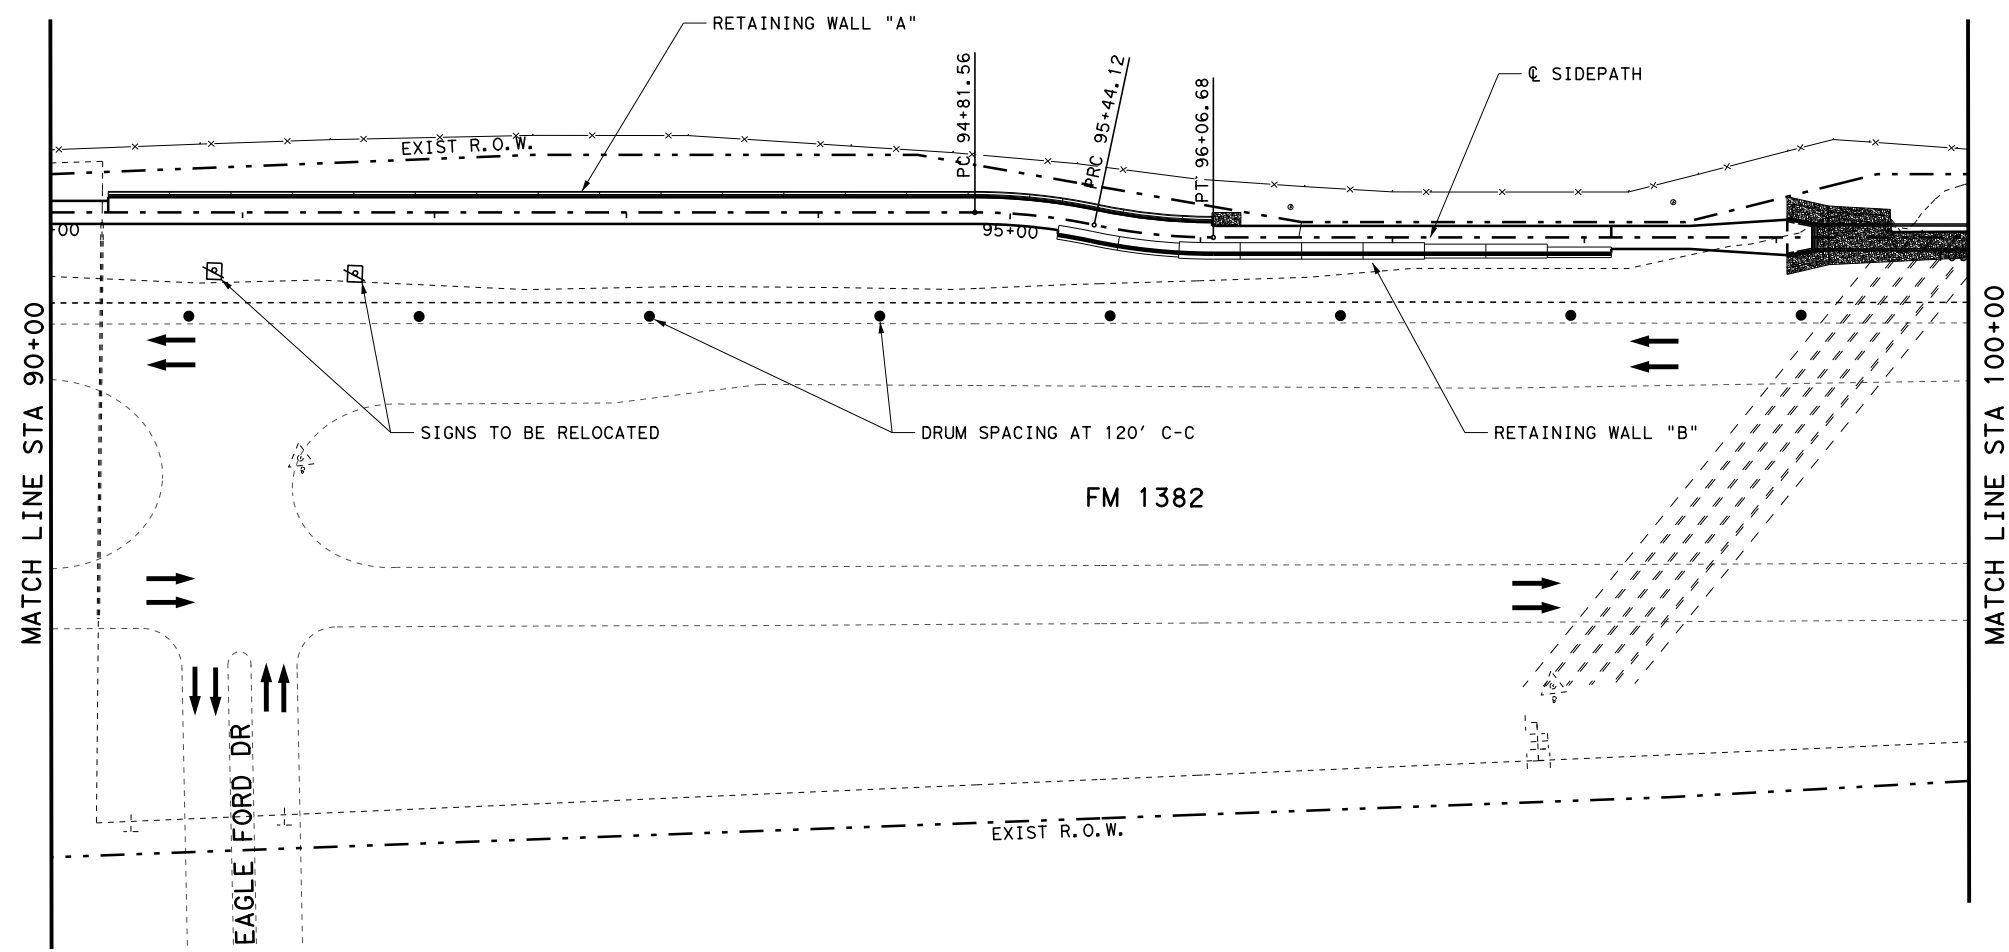 RETAINING WALL "A"
PC 94+81.56
PRC 95+44.12
PT 96+06.68
℄ SIDEPATH
EXIST R.O.W.
+00
95+00
MATCH LINE STA 90+00
MATCH LINE STA 100+00
SIGNS TO BE RELOCATED
DRUM SPACING AT 120' C-C
RETAINING WALL "B"
FM 1382
EAGLE FORD DR
EXIST R.O.W.